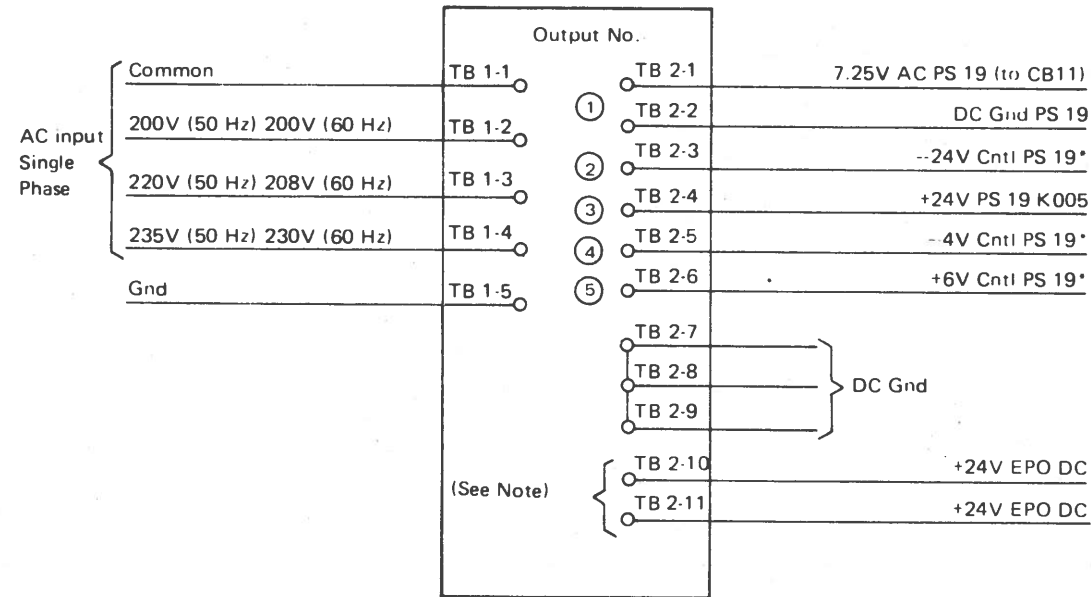 Output No.
AC input
Single
Phase
Common
TB 1-1
200V (50 Hz) 200V (60 Hz)
TB 1-2
220V (50 Hz) 208V (60 Hz)
TB 1-3
235V (50 Hz) 230V (60 Hz)
TB 1-4
Gnd
TB 1-5
1
TB 2-1
7.25V AC PS 19 (to CB11)
TB 2-2
DC Gnd PS 19
2
TB 2-3
--24V Cntl PS 19*
3
TB 2-4
+24V PS 19 K005
4
TB 2-5
--4V Cntl PS 19*
5
TB 2-6
+6V Cntl PS 19*
TB 2-7
TB 2-8
TB 2-9
DC Gnd
(See Note)
TB 2-10
+24V EPO DC
TB 2-11
+24V EPO DC